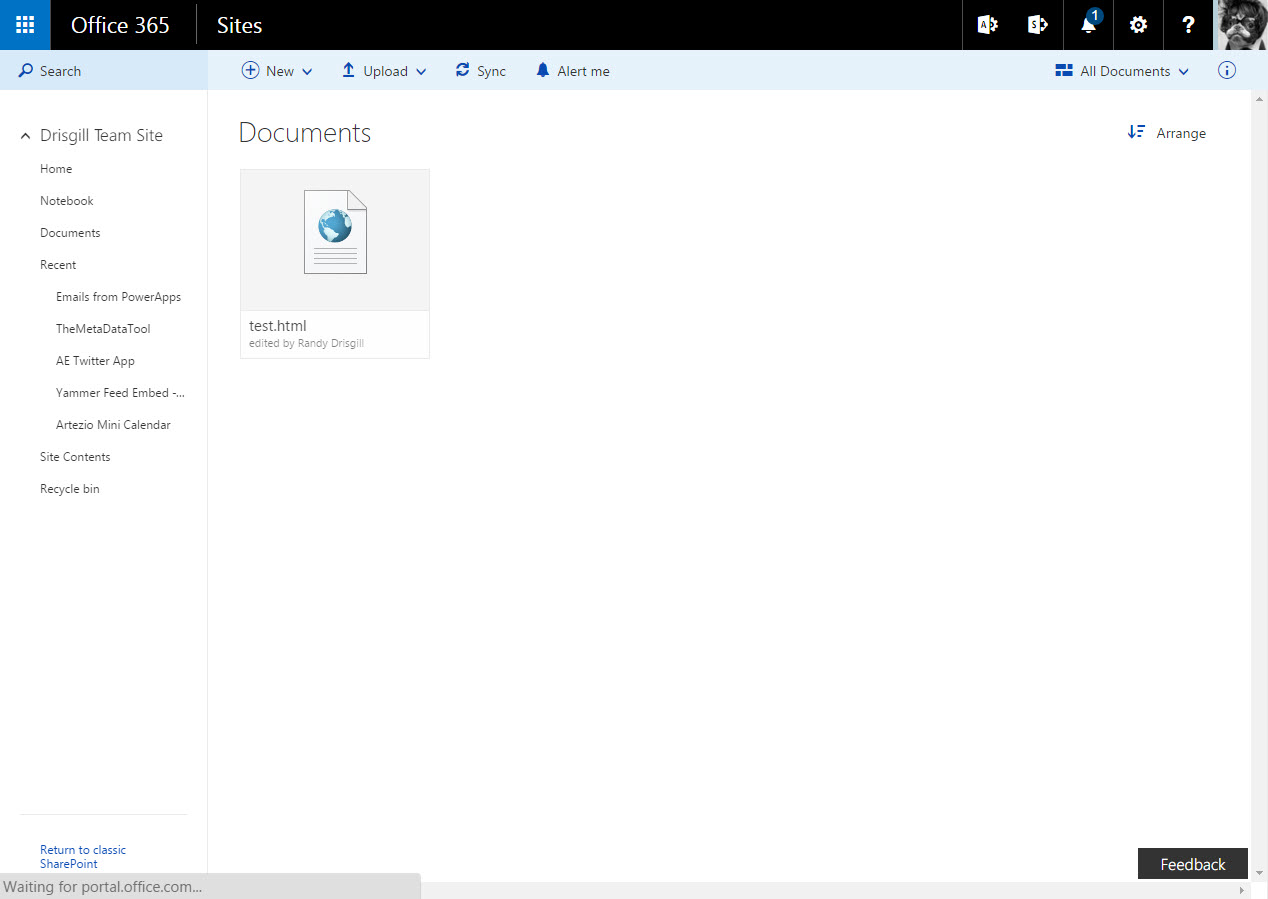 Office 365 Sites 1 ?
Search New Upload Sync Alert me All Documents
Drisgill Team Site
Documents
Arrange
Home
Notebook
Documents
Recent
Emails from PowerApps
TheMetaDataTool
AE Twitter App
Yammer Feed Embed -...
Artezio Mini Calendar
Site Contents
Recycle bin
test.html
edited by Randy Drisgill
Return to classic
SharePoint
Feedback
Waiting for portal.office.com...